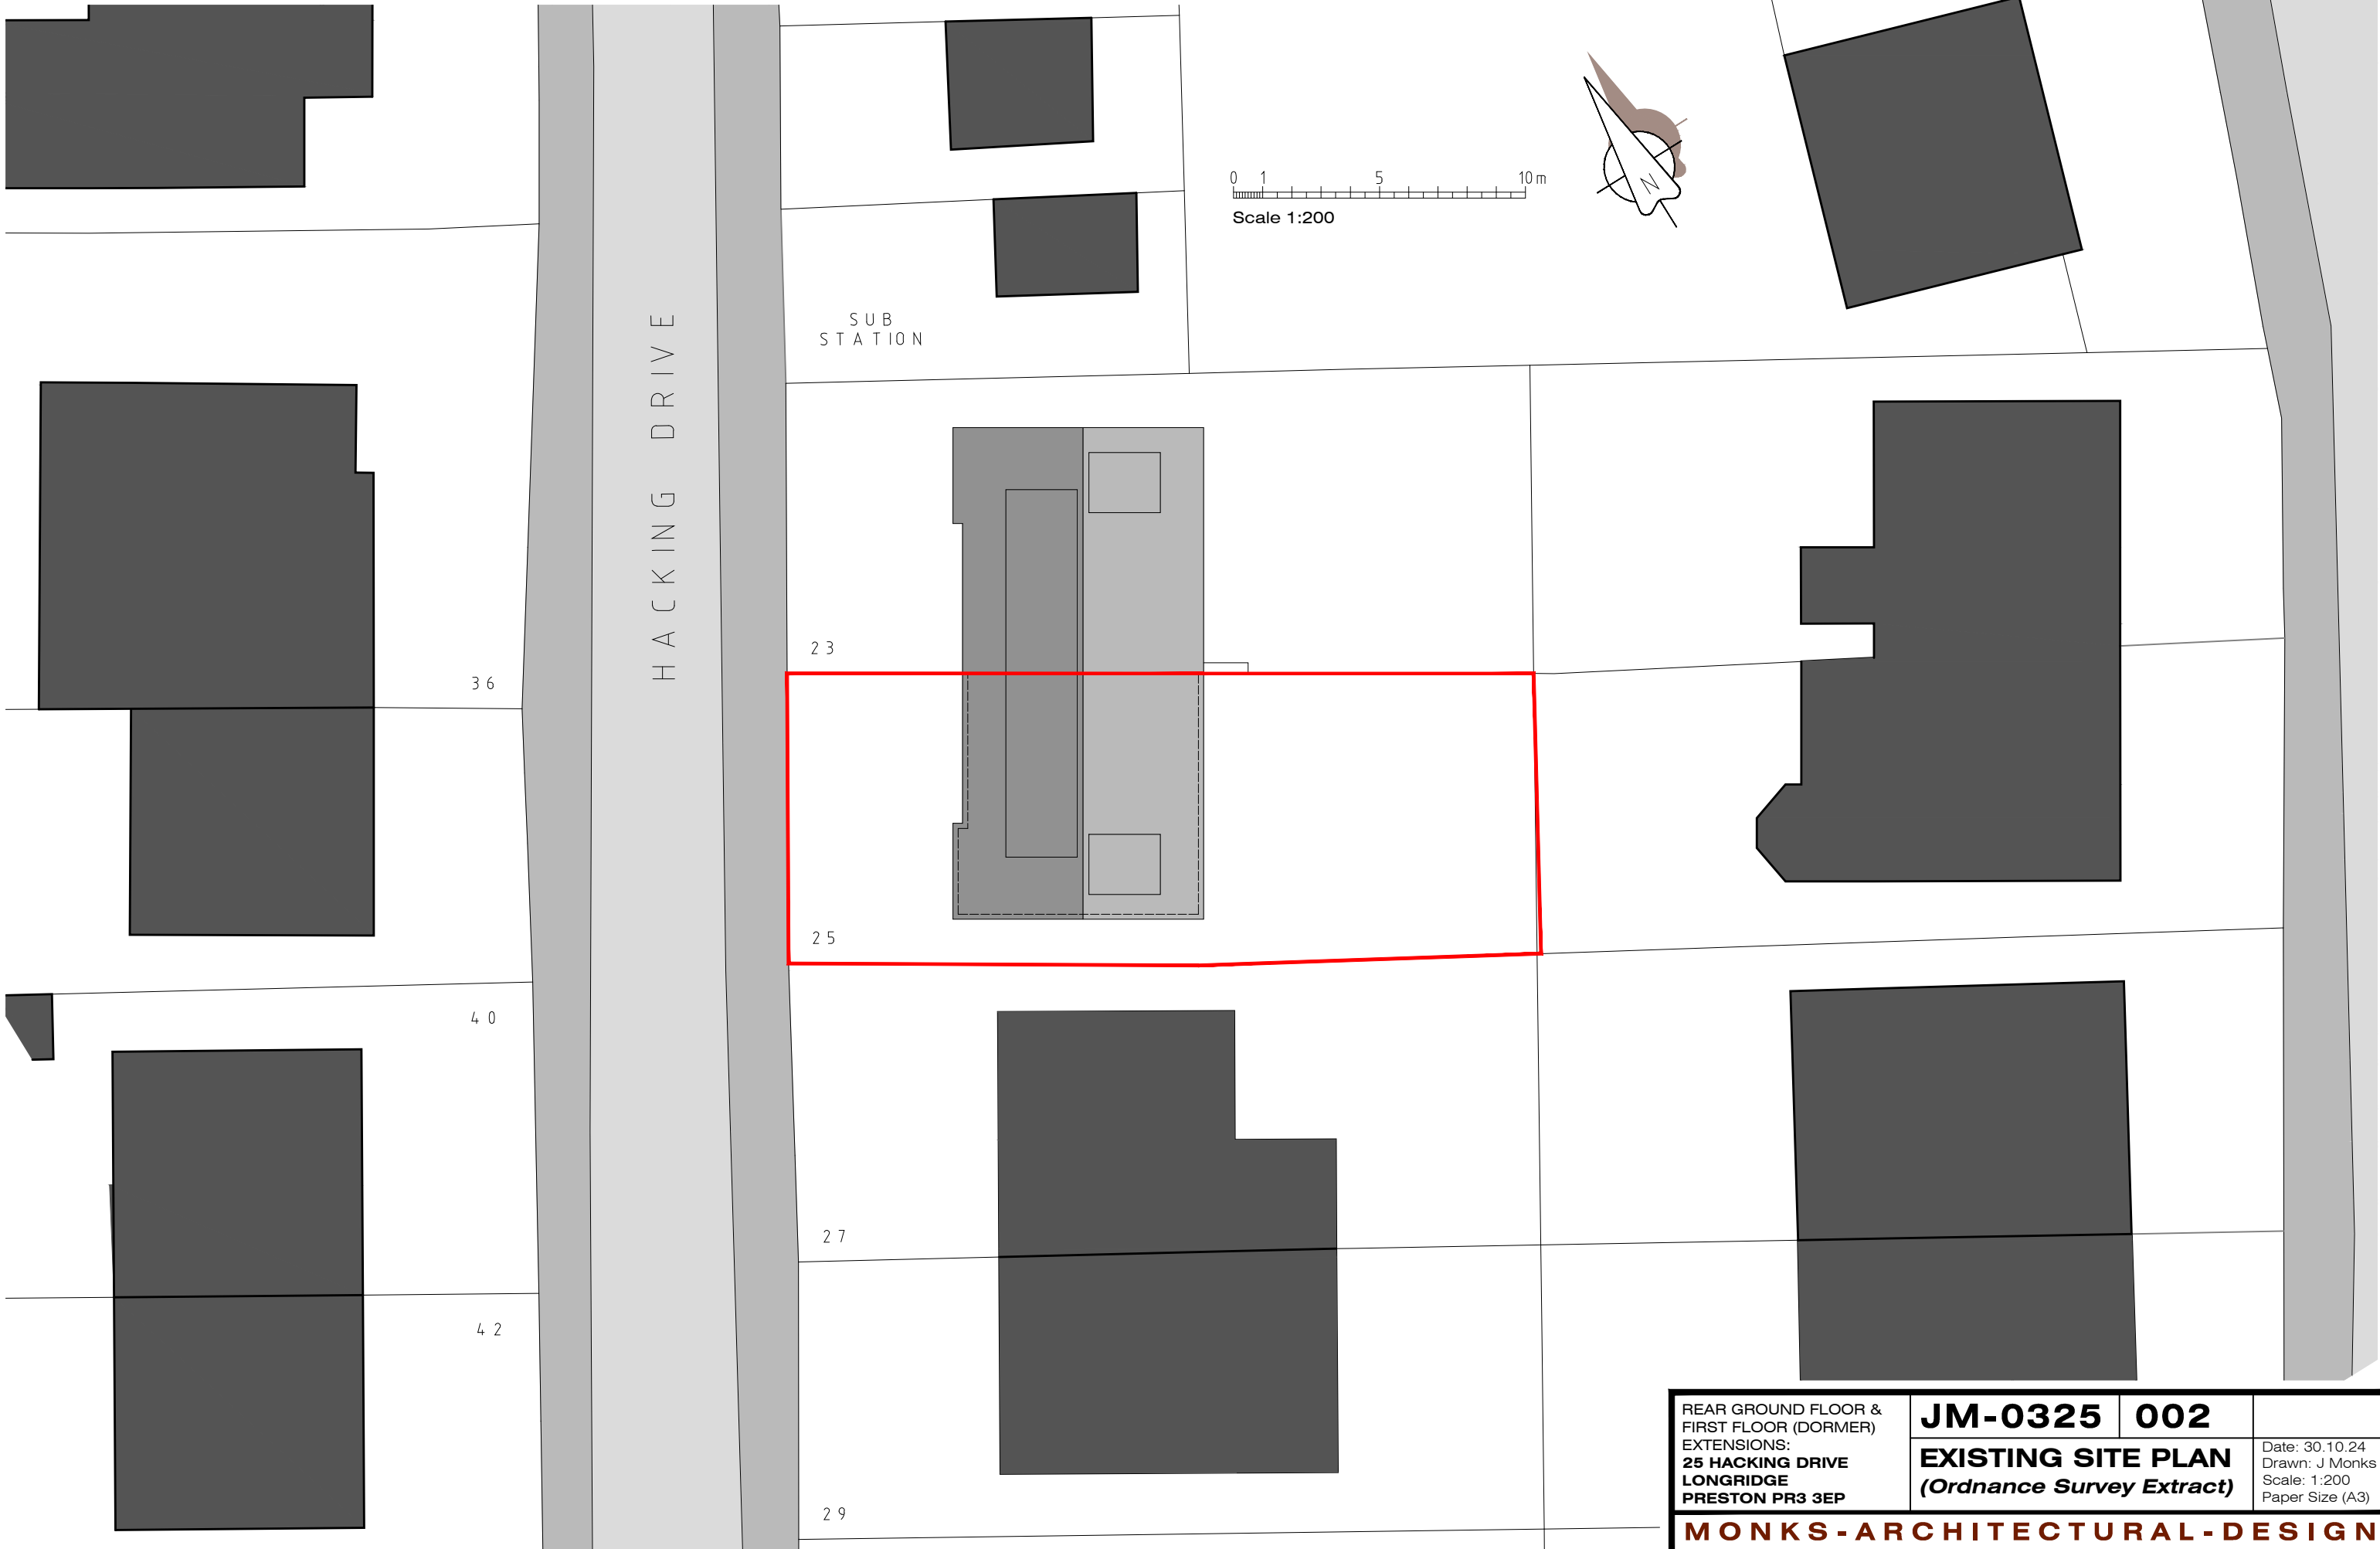 0 1 5 10 m
Scale 1:200
N
SUB
STATION
HACKING DRIVE
23
36
25
40
27
42
29
REAR GROUND FLOOR &
FIRST FLOOR (DORMER)
EXTENSIONS:
25 HACKING DRIVE
LONGRIDGE
PRESTON PR3 3EP
JM-0325 002
EXISTING SITE PLAN
(Ordnance Survey Extract)
Date: 30.10.24
Drawn: J Monks
Scale: 1:200
Paper Size (A3)
MONKS-ARCHITECTURAL-DESIGN